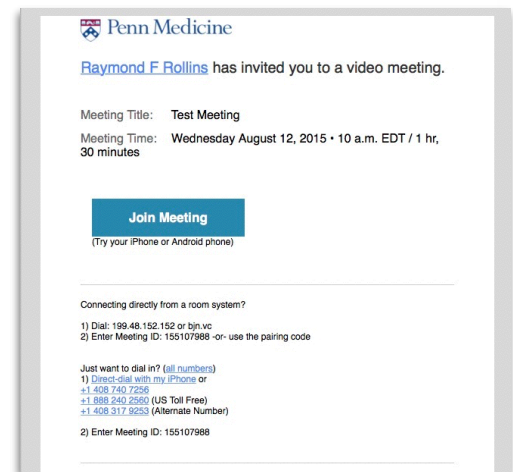 Penn Medicine
Raymond F Rollins has invited you to a video meeting.
Meeting Title: Test Meeting
Meeting Time: Wednesday August 12, 2015 • 10 a.m. EDT / 1 hr,
30 minutes
Join Meeting
(Try your iPhone or Android phone)
Connecting directly from a room system?
1) Dial: 199.48.152.152 or bjn.vc
2) Enter Meeting ID: 155107988 -or- use the pairing code
Just want to dial in? (all numbers)
1) Direct-dial with my iPhone or
+1 408 740 7256
+1 888 240 2560 (US Toll Free)
+1 408 317 9253 (Alternate Number)
2) Enter Meeting ID: 155107988